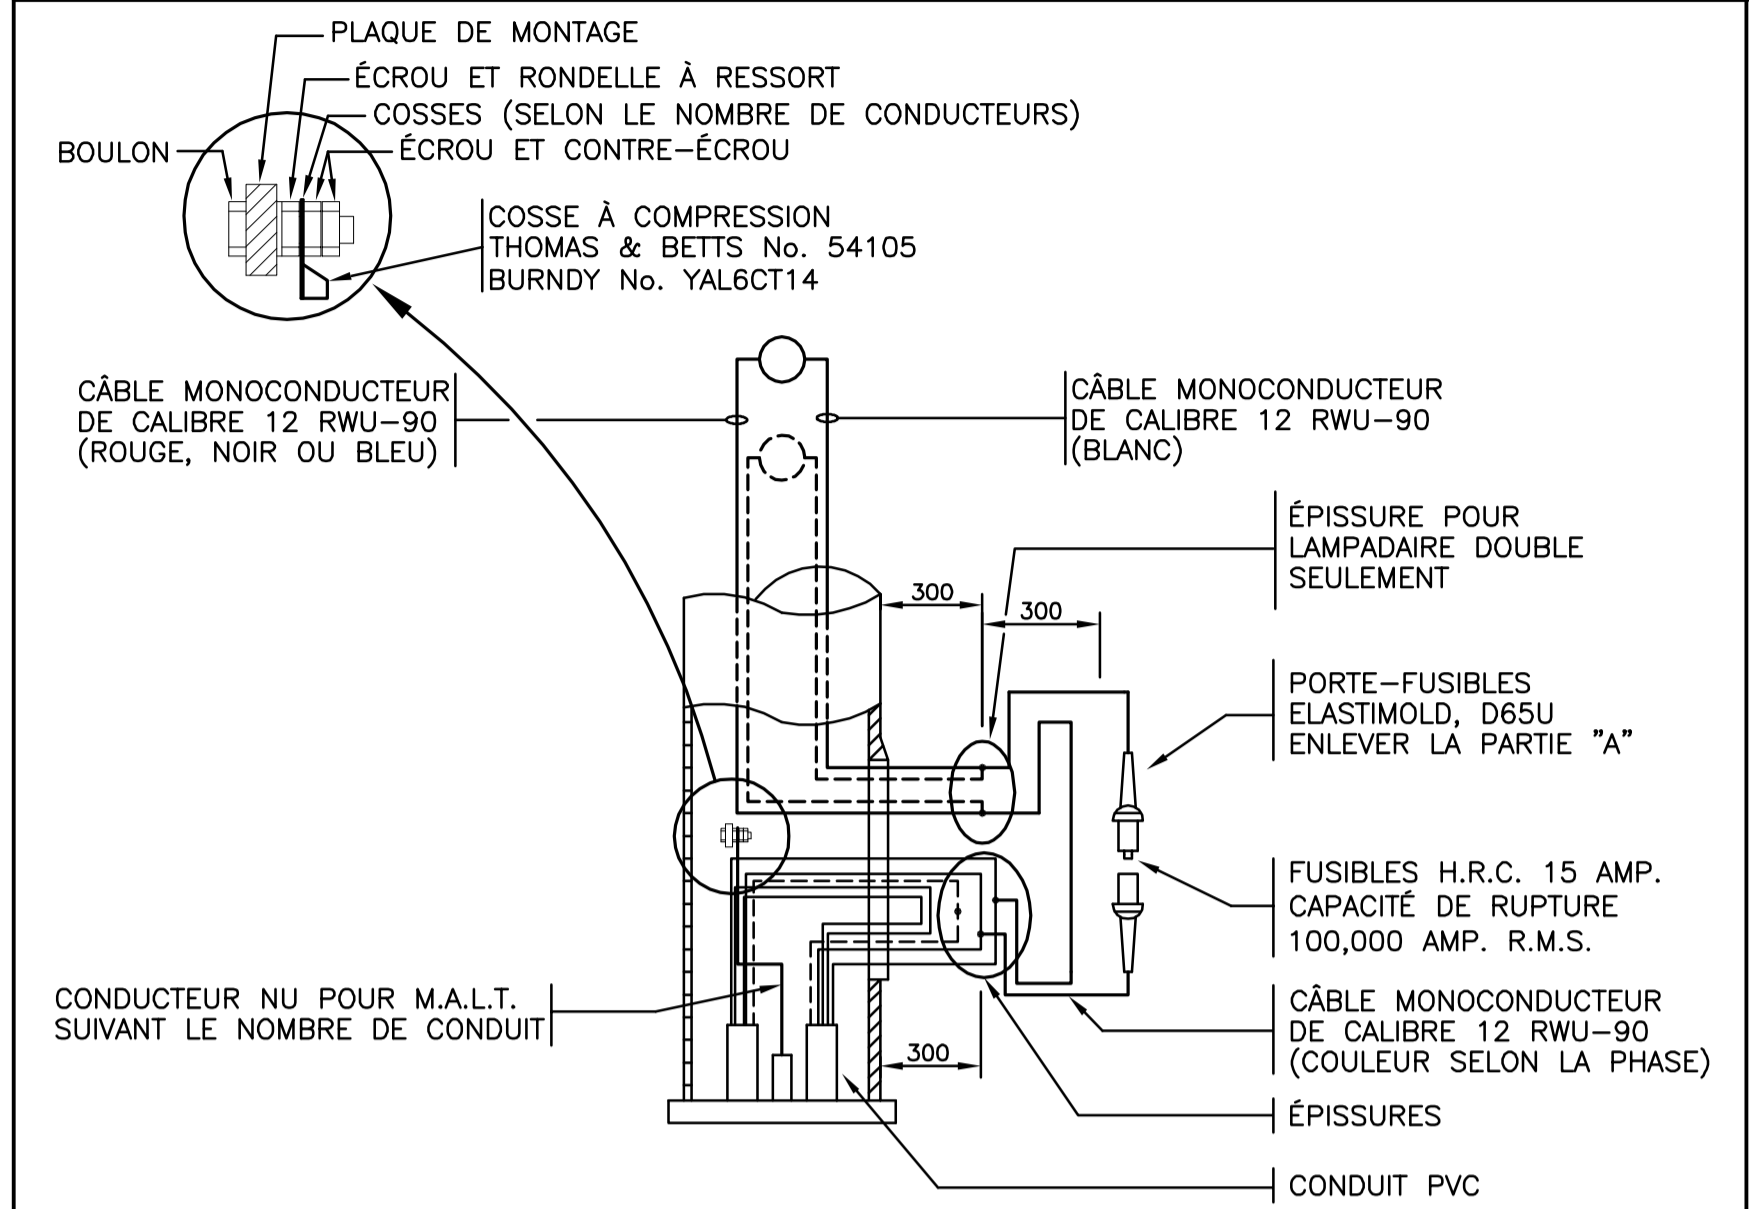 PLAQUE DE MONTAGE
ÉCROU ET RONDELLE À RESSORT
COSSES (SELON LE NOMBRE DE CONDUCTEURS)
ÉCROU ET CONTRE-ÉCROU
BOULON
COSSE À COMPRESSION
THOMAS & BETTS No. 54105
BURNDY No. YAL6CT14
CÂBLE MONOCONDUCTEUR
DE CALIBRE 12 RWU-90
(ROUGE, NOIR OU BLEU)
CÂBLE MONOCONDUCTEUR
DE CALIBRE 12 RWU-90
(BLANC)
ÉPISSURE POUR
LAMPADAIRE DOUBLE
SEULEMENT
300
300
PORTE-FUSIBLES
ELASTIMOLD, D65U
ENLEVER LA PARTIE "A"
FUSIBLES H.R.C. 15 AMP.
CAPACITÉ DE RUPTURE
100,000 AMP. R.M.S.
CONDUCTEUR NU POUR M.A.L.T.
SUIVANT LE NOMBRE DE CONDUIT
300
CÂBLE MONOCONDUCTEUR
DE CALIBRE 12 RWU-90
(COULEUR SELON LA PHASE)
ÉPISSURES
CONDUIT PVC